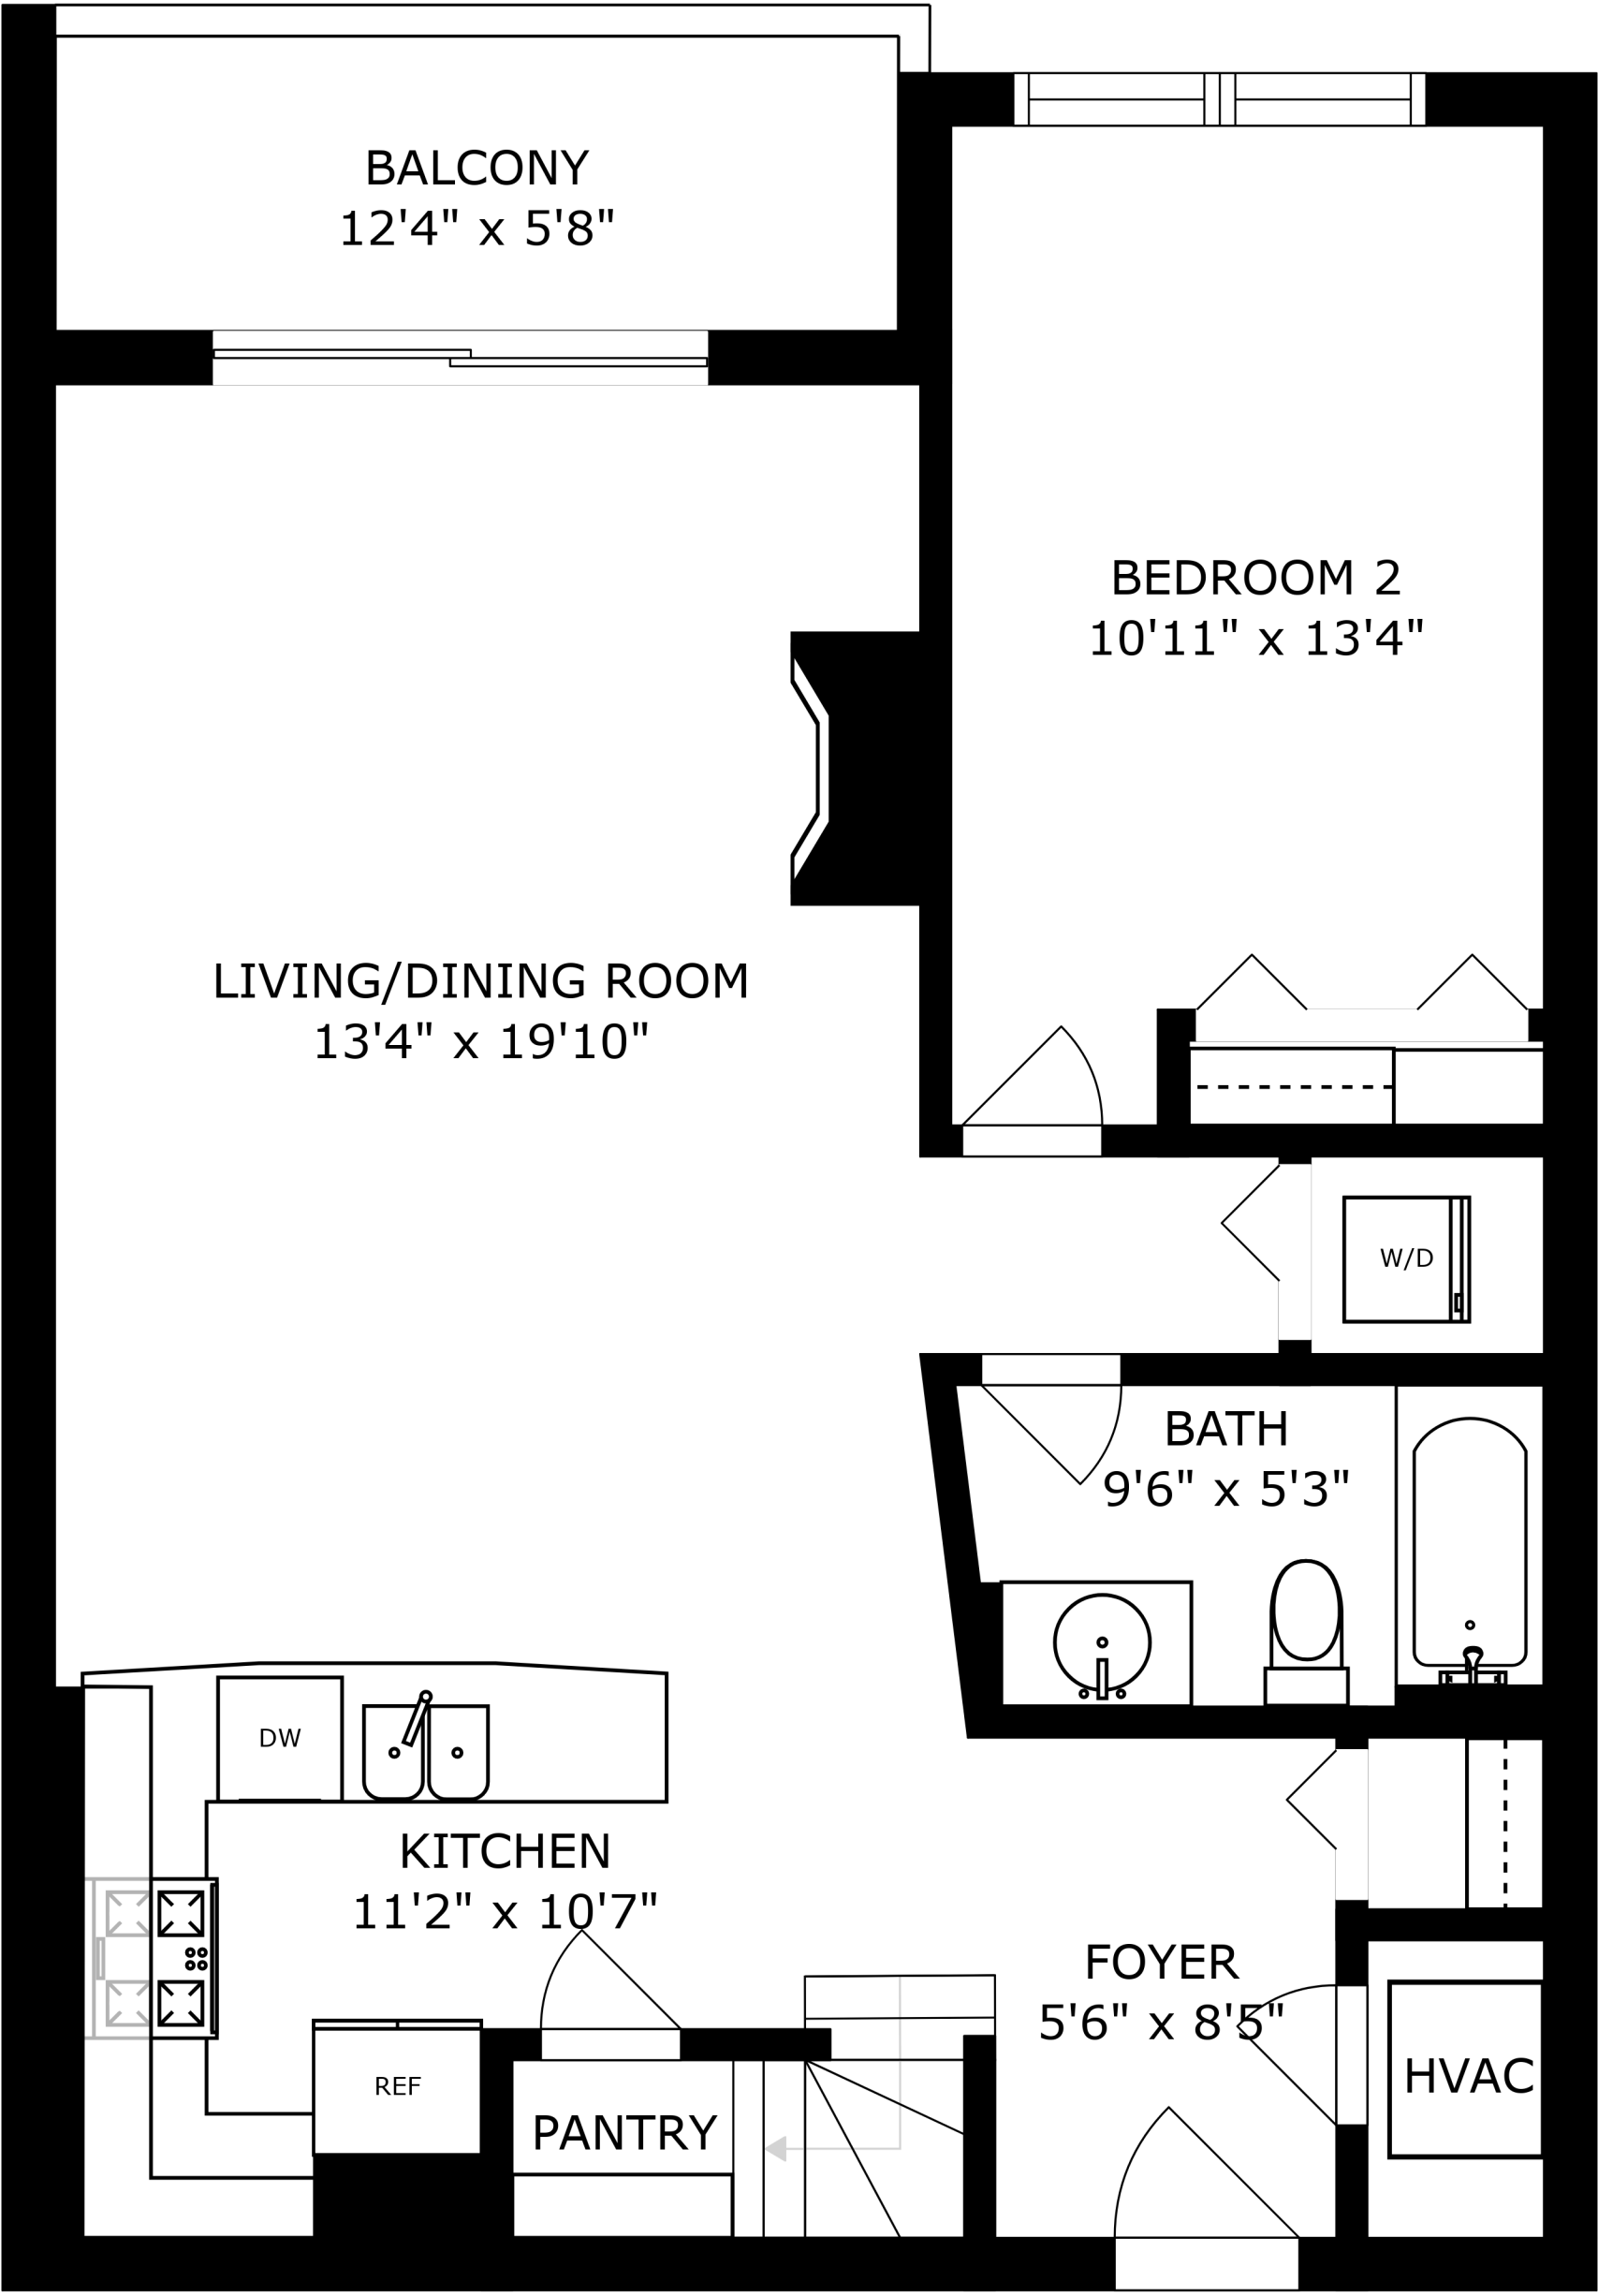 BALCONY
12'4" x 5'8"
BEDROOM 2
10'11" x 13'4"
LIVING/DINING ROOM
13'4" x 19'10"
W/D
BATH
9'6" x 5'3"
DW
KITCHEN
11'2" x 10'7"
FOYER
5'6" x 8'5"
HVAC
REF
PANTRY